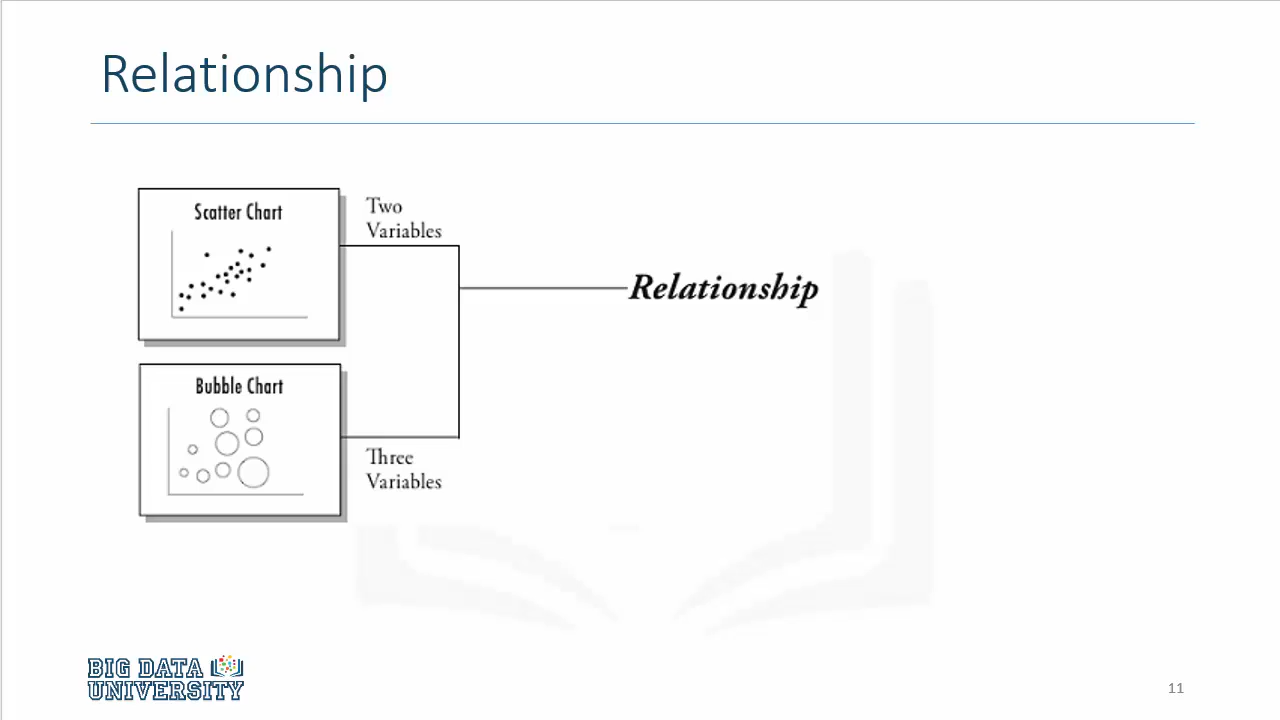 Relationship
Scatter Chart
Two
Variables
Relationship
Bubble Chart
Three
Variables
BIG DATA
UNIVERSITY
11